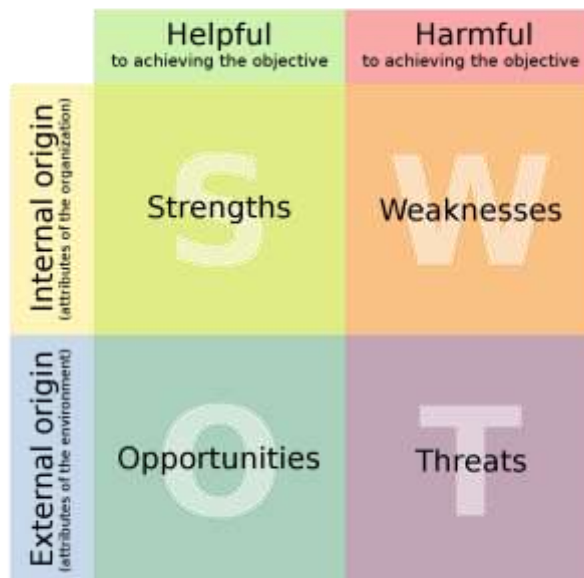 Helpful
to achieving the objective
Harmful
to achieving the objective
Internal origin
(attributes of the organization)
S
Strengths
W
Weaknesses
External origin
(attributes of the environment)
O
Opportunities
T
Threats